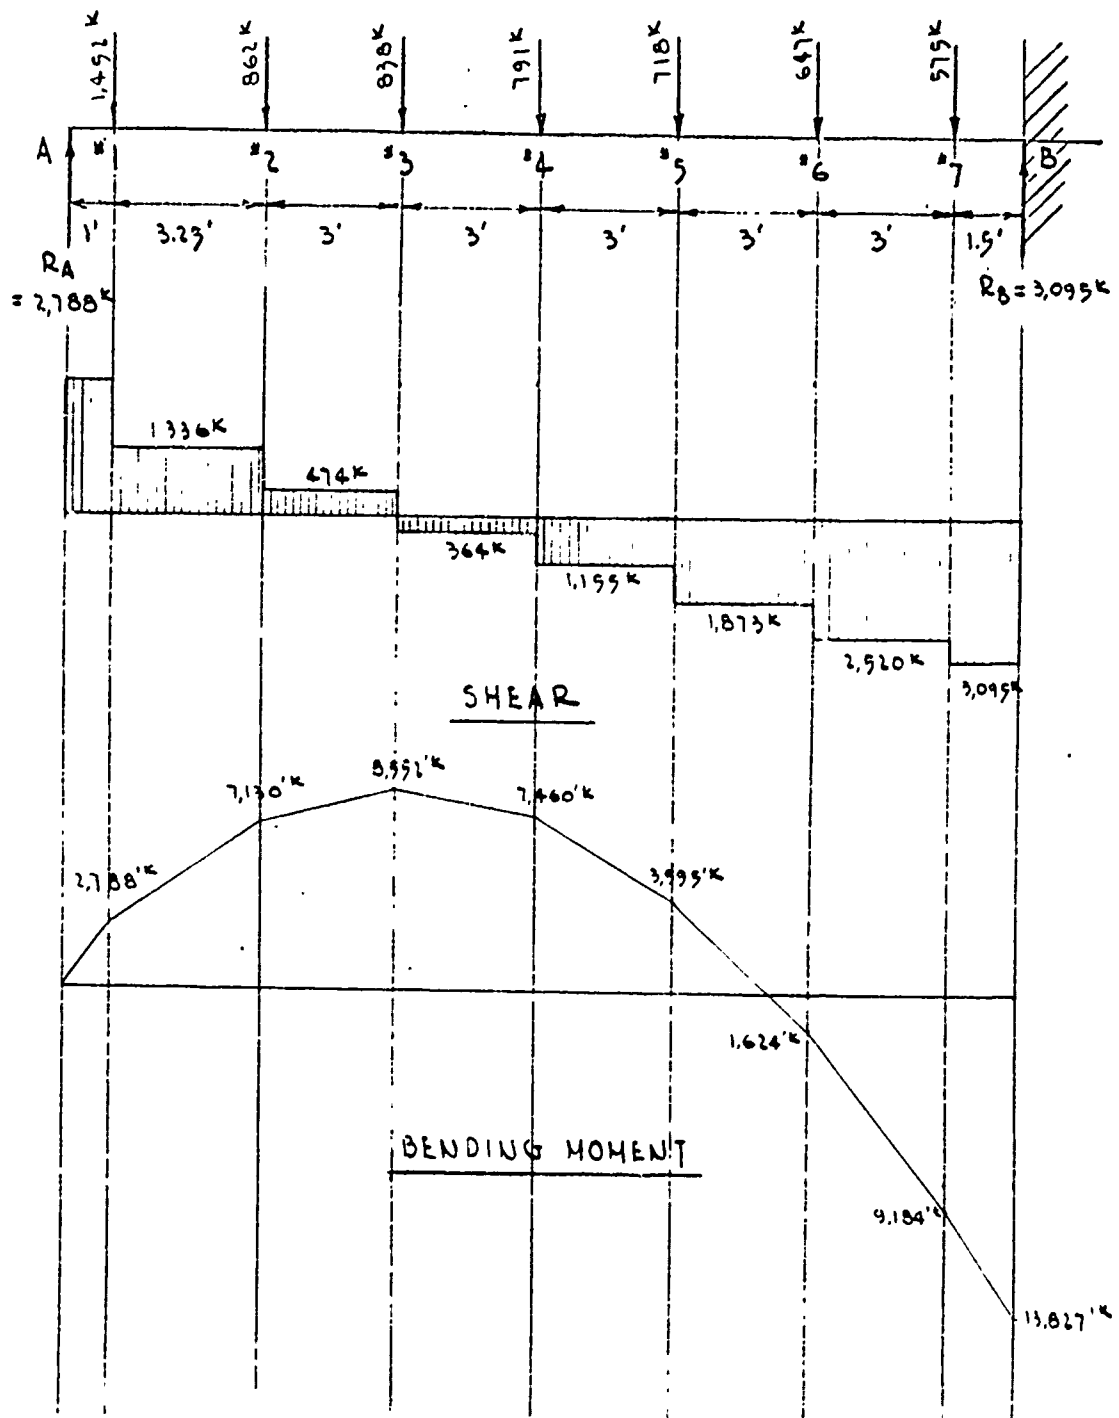 1,452K
862K
838K
791K
718K
647K
575K
A
#2
#3
#4
#5
#6
#7
B
1'
3.23'
3'
3'
3'
3'
3'
1.5'
RA
= 2,788K
RB = 3,095K
1336K
474K
364K
1,155K
1,873K
2,520K
3,095K
SHEAR
2,788'K
7,130'K
8,552'K
7,460'K
3,995'K
1,624'K
9,184'K
13,827'K
BENDING MOMENT